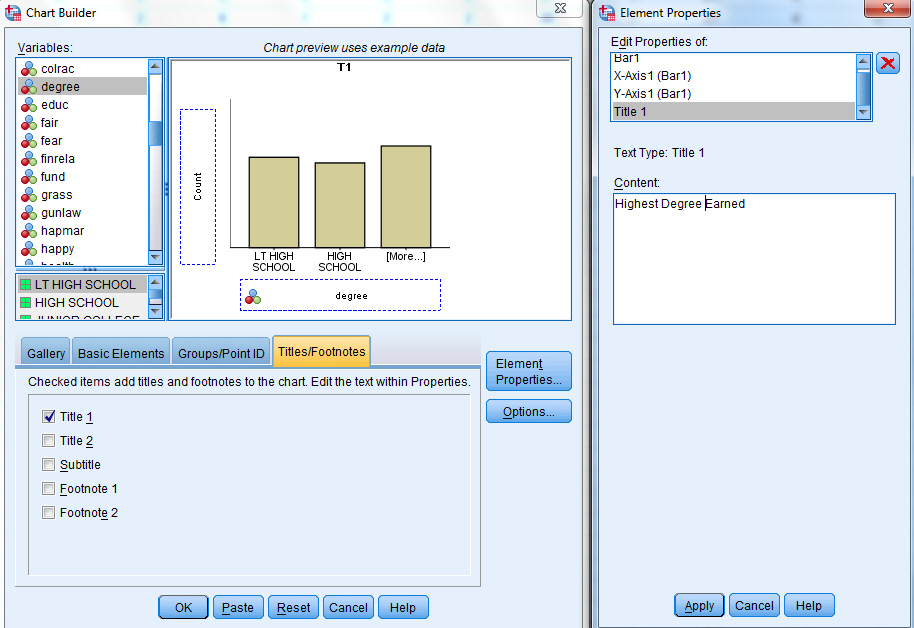 Chart Builder
Variables:
colrac
degree
educ
fair
fear
finrela
fund
grass
gunlaw
hapmar
happy
LT HIGH SCHOOL
HIGH SCHOOL
JUNIOR COLLEGE
Chart preview uses example data
T1
Count
LT HIGH
SCHOOL
HIGH
SCHOOL
[More...]
degree
Gallery
Basic Elements
Groups/Point ID
Titles/Footnotes
Checked items add titles and footnotes to the chart. Edit the text within Properties.
Title 1
Title 2
Subtitle
Footnote 1
Footnote 2
Element
Properties...
Options...
OK
Paste
Reset
Cancel
Help
Element Properties
Edit Properties of:
Bar1
X-Axis1 (Bar1)
Y-Axis1 (Bar1)
Title 1
Text Type: Title 1
Content:
Highest Degree Earned
Apply
Cancel
Help